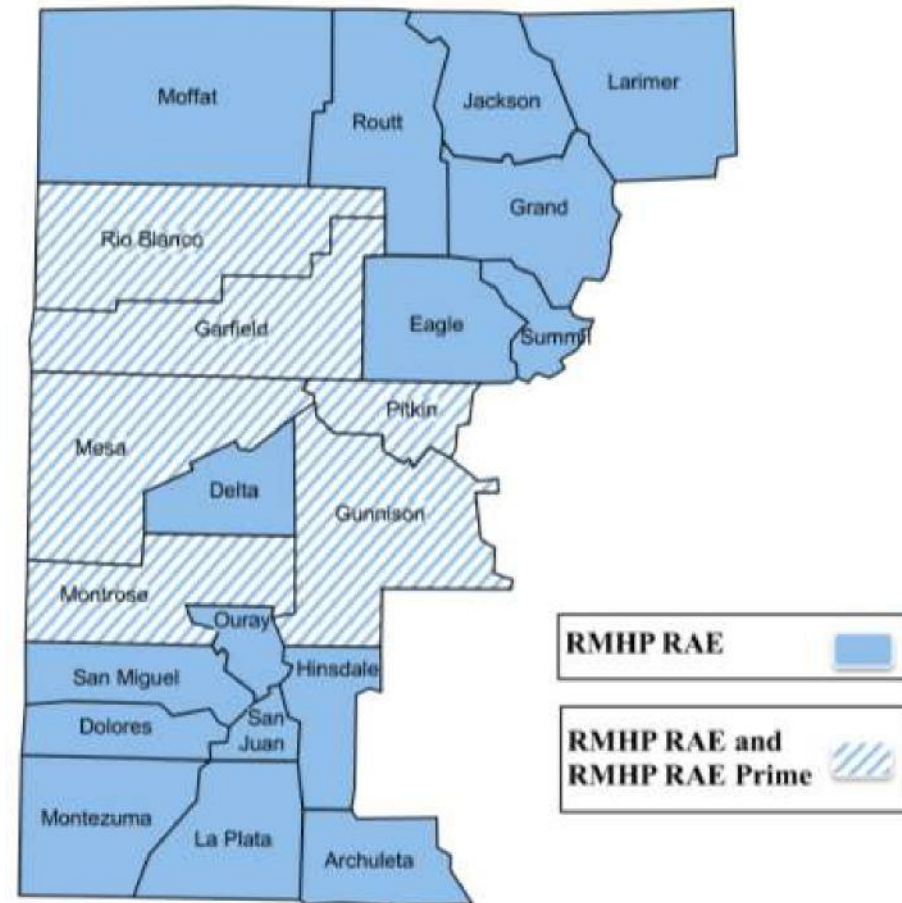 Moffat
Routt
Jackson
Larimer
Grand
Rio Blanco
Garfield
Eagle
Summit
Pitkin
Mesa
Delta
Gunnison
Montrose
Ouray
Hinsdale
San Miguel
San
Juan
Dolores
Montezuma
La Plata
Archuleta
RMHP RAE
RMHP RAE and
RMHP RAE Prime